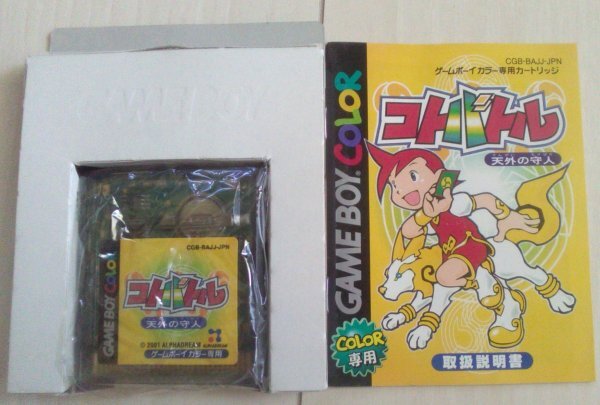 GAME BOY
CGB-BAJJ-JPN
GAME BOY COLOR
コトバトル
天外の守人
© 2001 ALPHADREAM
ALPHADREAM
ゲームボーイカラー専用
CGB-BAJJ-JPN
ゲームボーイカラー専用カートリッジ
GAME BOY COLOR
コトバトル
天外の守人
COLOR
専用
取扱説明書